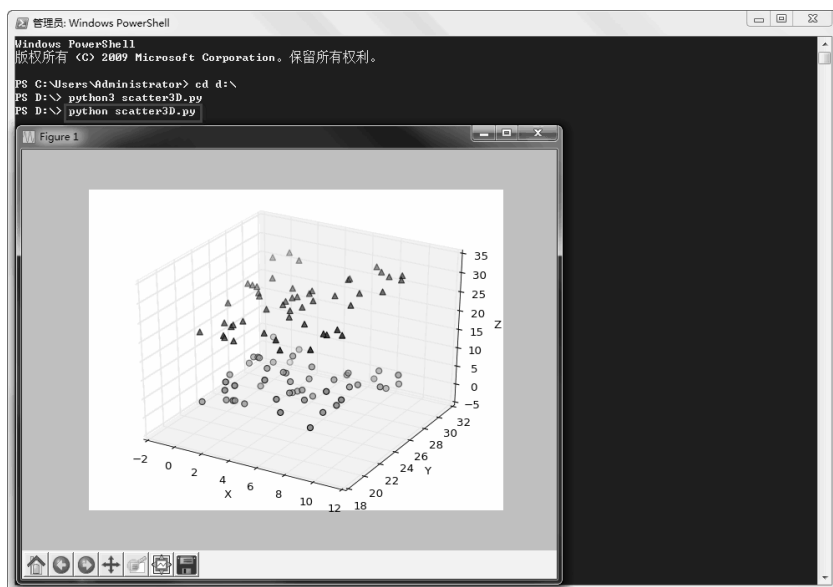 管理员: Windows PowerShell
Windows PowerShell
版权所有 (C) 2009 Microsoft Corporation。保留所有权利。
PS C:\Users\Administrator> cd d:\
PS D:\> python3 scatter3D.py
PS D:\> python scatter3D.py
Figure 1
35
30
25
20
15
10
5
0
−5
Z
32
30
28
26
24
22
20
18
Y
−2
0
2
4
6
8
10
12
X